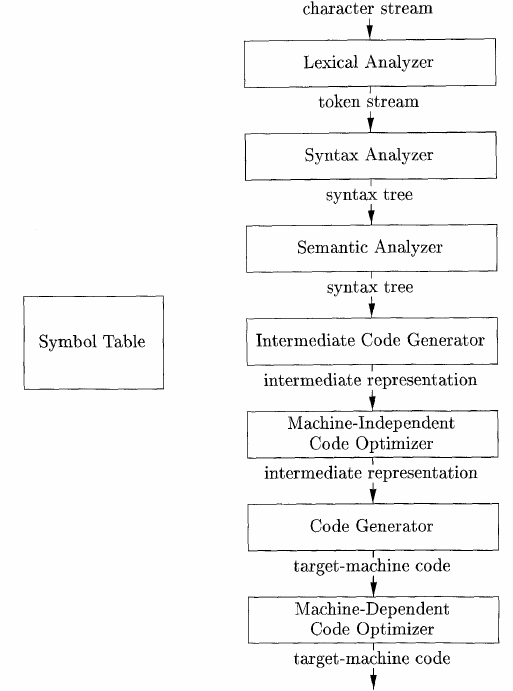 character stream
Lexical Analyzer
token stream
Syntax Analyzer
syntax tree
Semantic Analyzer
syntax tree
Symbol Table
Intermediate Code Generator
intermediate representation
Machine-Independent
Code Optimizer
intermediate representation
Code Generator
target-machine code
Machine-Dependent
Code Optimizer
target-machine code